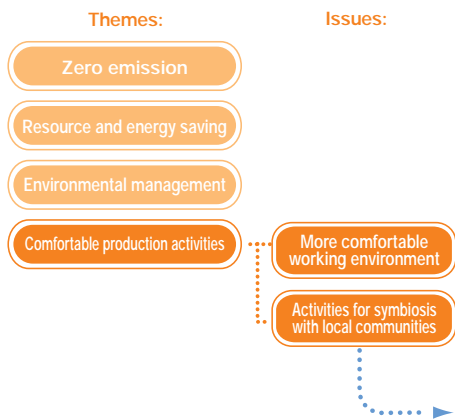 Themes:
Issues:
Zero emission
Resource and energy saving
Environmental management
Comfortable production activities
More comfortable
working environment
Activities for symbiosis
with local communities